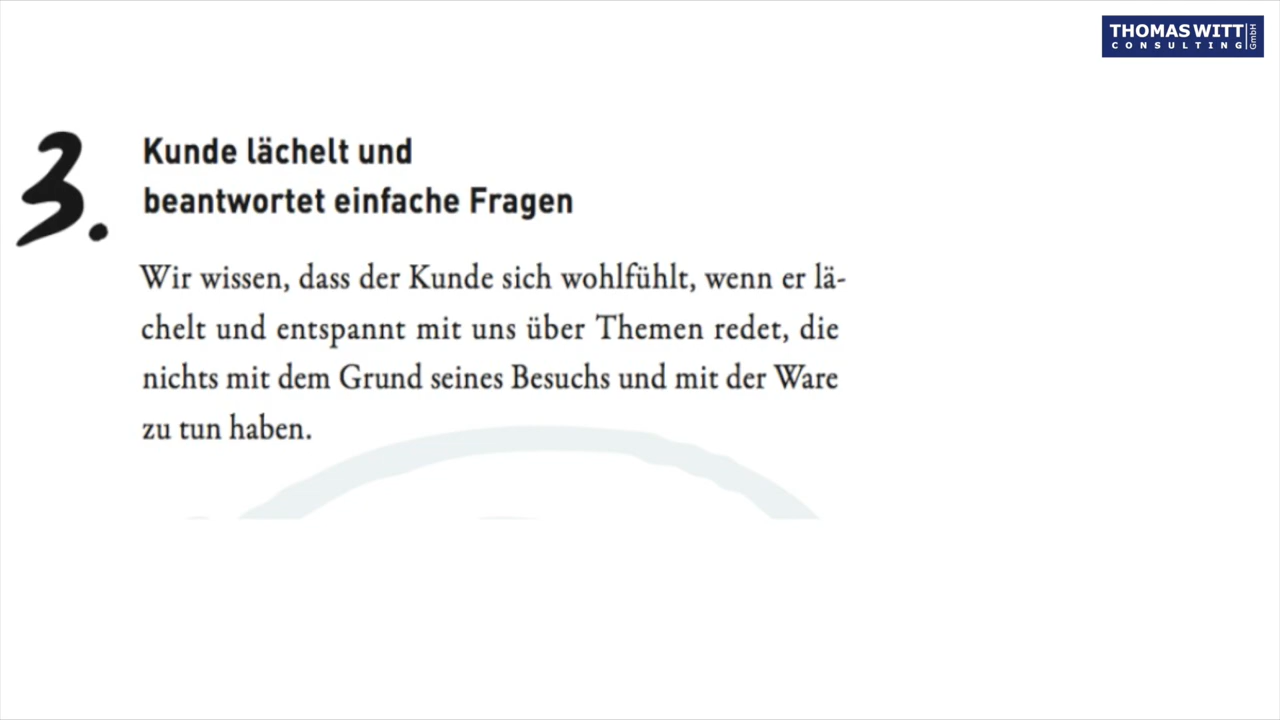 THOMAS WITT
CONSULTING
GmbH
3.
Kunde lächelt und
beantwortet einfache Fragen
Wir wissen, dass der Kunde sich wohlfühlt, wenn er lä-
chelt und entspannt mit uns über Themen redet, die
nichts mit dem Grund seines Besuchs und mit der Ware
zu tun haben.